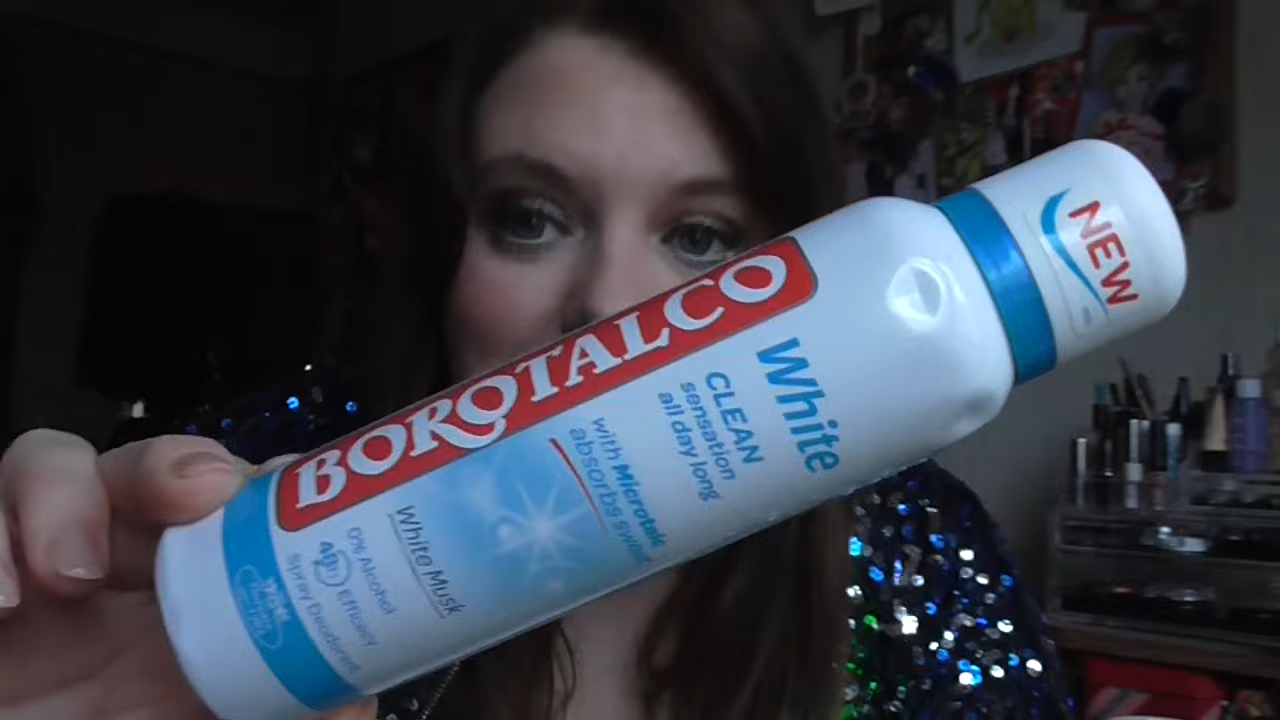 NEW
BOROTALCO
White
CLEAN
sensation
all day long
with Microtalc
absorbs sweat
White Musk
0% Alcohol
48h Efficacy
Spray Deodorant